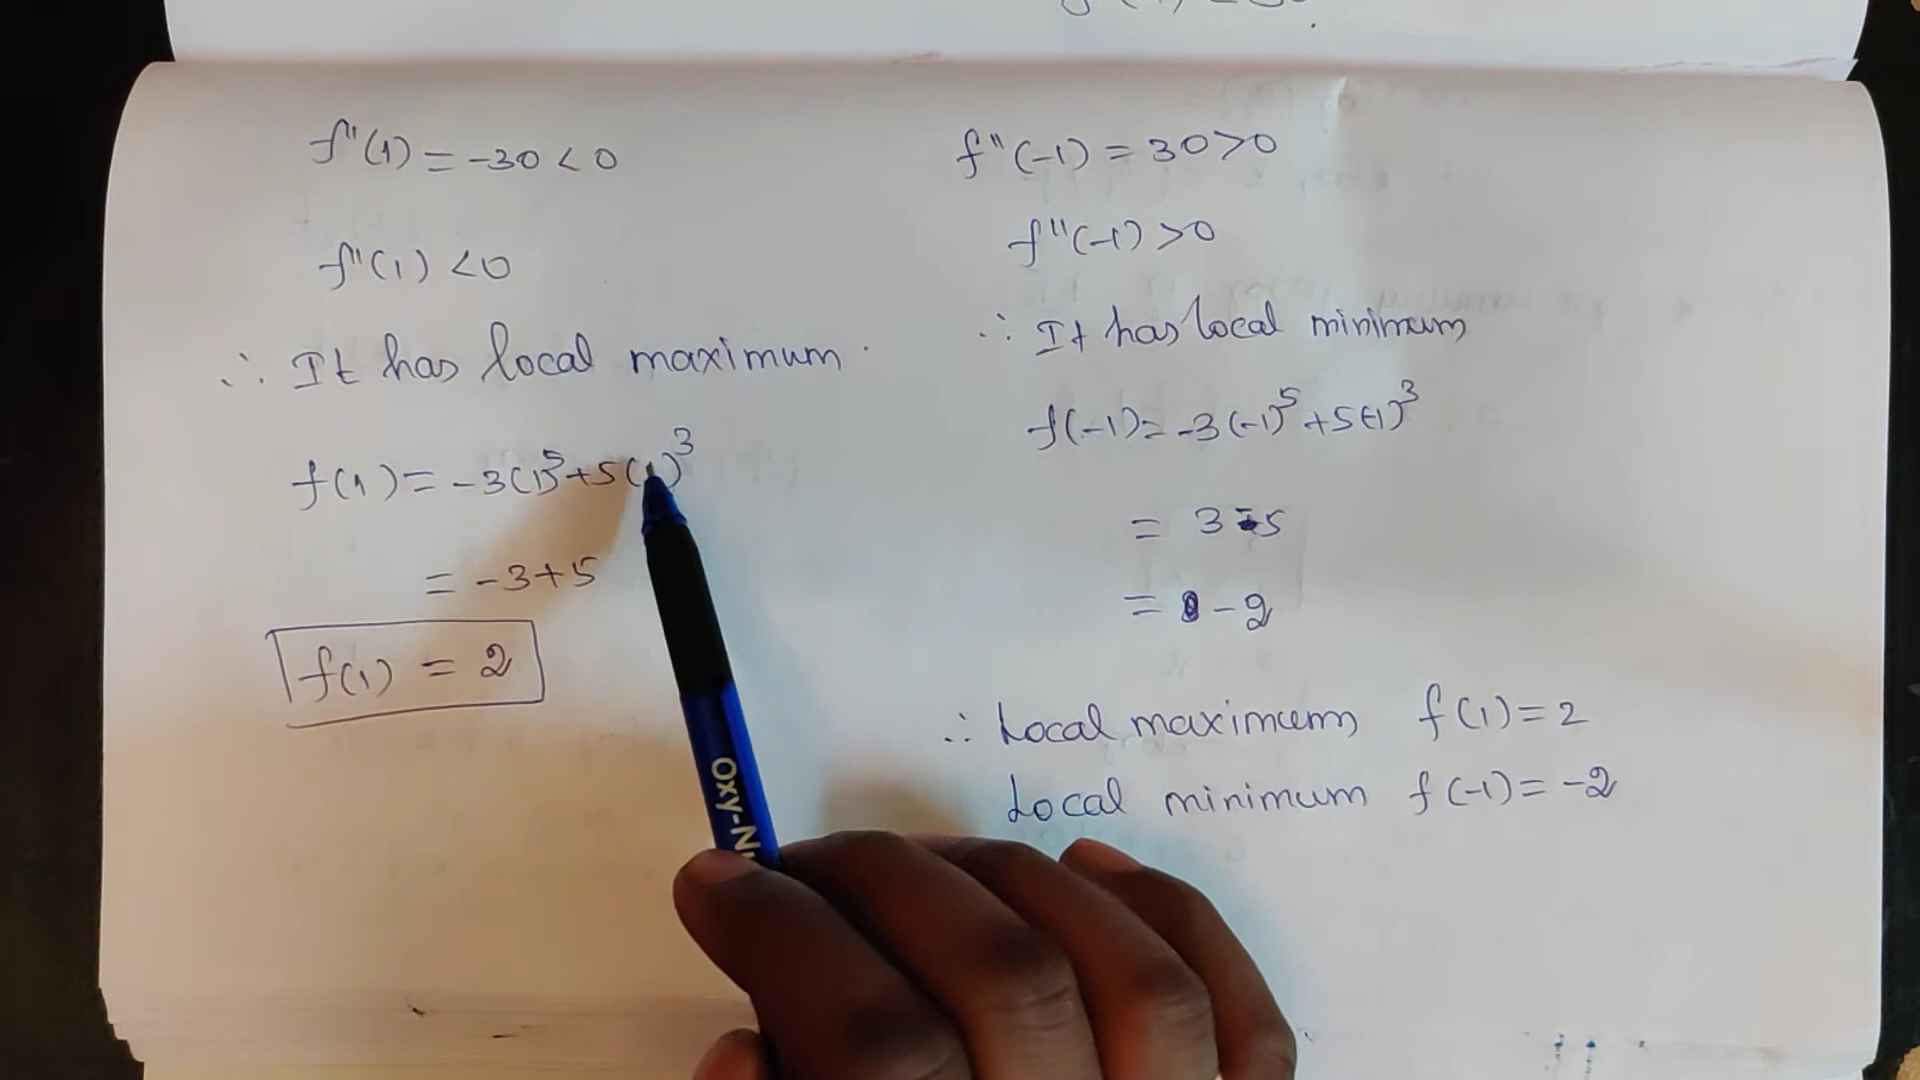 f''(1) = -30 < 0
f''(1) < 0
∴ It has local maximum.
f(1) = -3(1)⁵+5(1)³
= -3+5
f(1) = 2
f''(-1) = 30>0
f''(-1) >0
∴ It has local minimum
f(-1) = -3(-1)⁵+5(-1)³
= 3-5
= -2
∴ Local maximum f(1) = 2
Local minimum f(-1) = -2
Oxy-N